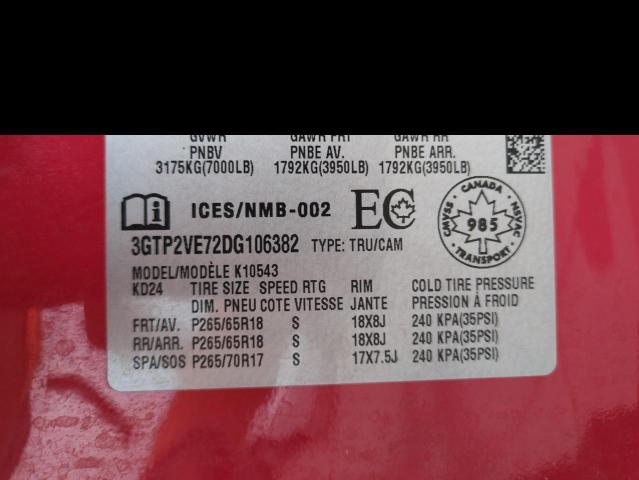 GVWR GAWR FRT GAWR RR
PNBV PNBE AV. PNBE ARR.
3175KG(7000LB) 1792KG(3950LB) 1792KG(3950LB)
ICES/NMB-002 EC
CANADA
CMVSS 985 NSVAC
TRANSPORT
3GTP2VE72DG106382 TYPE: TRU/CAM
MODEL/MODÈLE K10543
KD24 TIRE SIZE SPEED RTG RIM COLD TIRE PRESSURE
DIM. PNEU COTE VITESSE JANTE PRESSION À FROID
FRT/AV. P265/65R18 S 18X8J 240 KPA(35PSI)
RR/ARR. P265/65R18 S 18X8J 240 KPA(35PSI)
SPA/SOS P265/70R17 S 17X7.5J 240 KPA(35PSI)